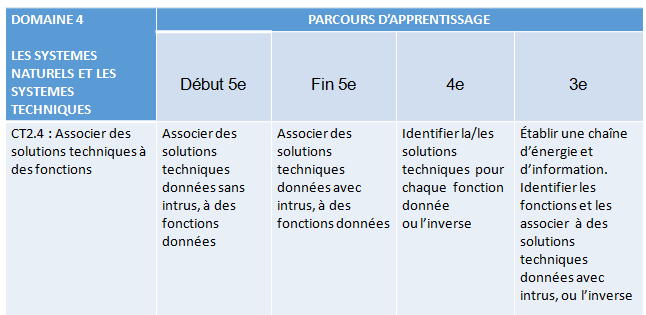 DOMAINE 4
LES SYSTEMES
NATURELS ET LES
SYSTEMES
TECHNIQUES
PARCOURS D'APPRENTISSAGE
Début 5e
Fin 5e
4e
3e
CT2.4 : Associer des
solutions techniques à
des fonctions
Associer des
solutions
techniques
données sans
intrus, à des
fonctions
données
Associer des
solutions
techniques
données avec
intrus, à des
fonctions données
Identifier la/les
solutions
techniques pour
chaque fonction
donnée
ou l'inverse
Établir une chaîne
d'énergie et
d'information.
Identifier les
fonctions et les
associer à des
solutions
techniques
données avec
intrus, ou l'inverse